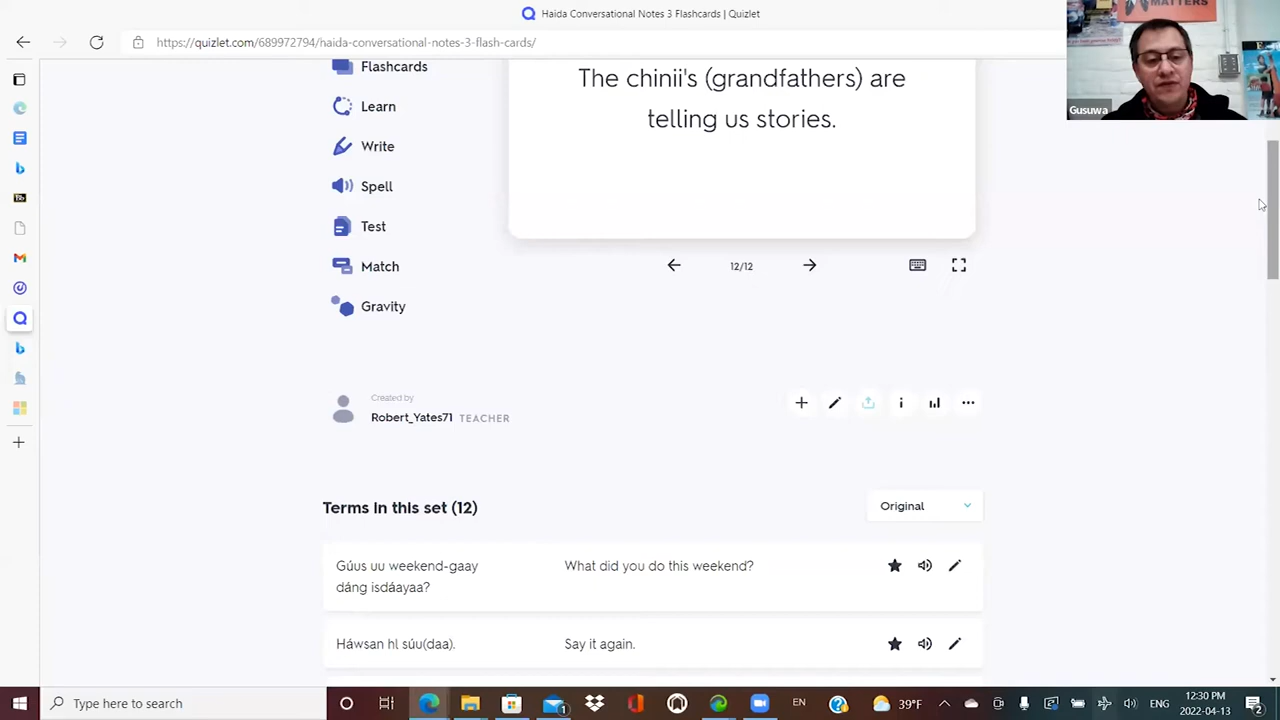 Haida Conversational Notes 3 Flashcards | Quizlet
https://quizlet.com/689972794/haida-conversational-notes-3-flash-cards/
MATTERS
Gusuwa
Flashcards
Learn
Write
Spell
Test
Match
Gravity
The chinii's (grandfathers) are
telling us stories.
12/12
Created by
Robert_Yates71 TEACHER
Terms in this set (12)
Original
Gúus uu weekend-gaay
dáng isdáayaa?
What did you do this weekend?
Háwsan hl súu(daa).
Say it again.
Type here to search
EN
39°F
ENG
12:30 PM
2022-04-13